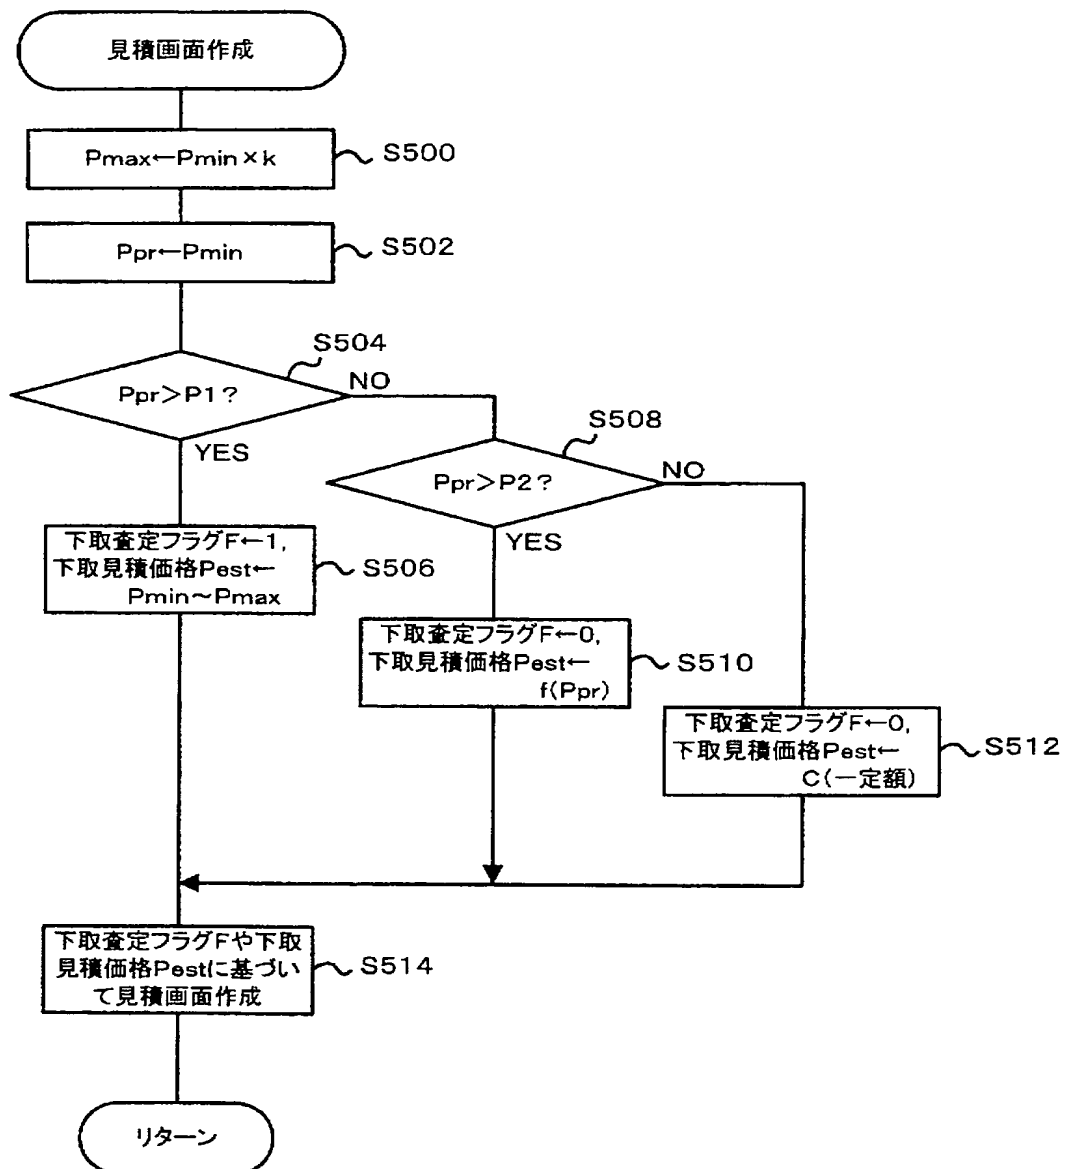 見積画面作成
Pmax←Pmin×k
S500
Ppr←Pmin
S502
S504
Ppr>P1?
NO
YES
S508
Ppr>P2?
NO
YES
下取査定フラグF←1,
下取見積価格Pest←
Pmin~Pmax
S506
下取査定フラグF←0,
下取見積価格Pest←
f(Ppr)
S510
下取査定フラグF←0,
下取見積価格Pest←
C(一定額)
S512
下取査定フラグFや下取
見積価格Pestに基づい
て見積画面作成
S514
リターン